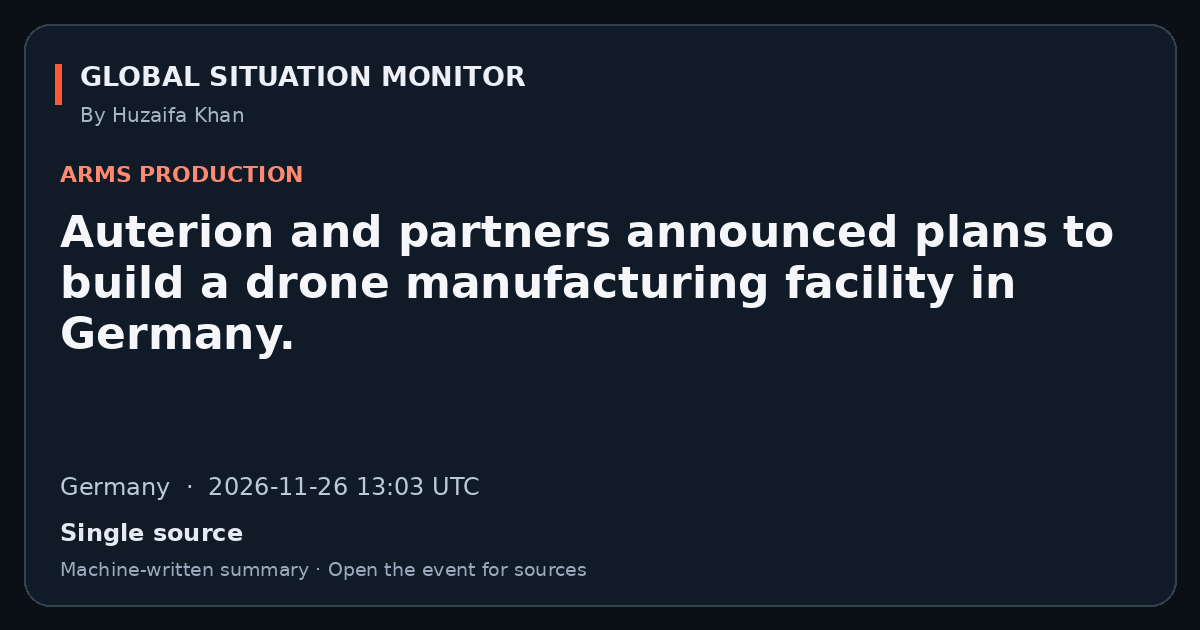 GLOBAL SITUATION MONITOR
By Huzaifa Khan
ARMS PRODUCTION
Auterion and partners announced plans to
build a drone manufacturing facility in
Germany.
Germany · 2026-11-26 13:03 UTC
Single source
Machine-written summary · Open the event for sources